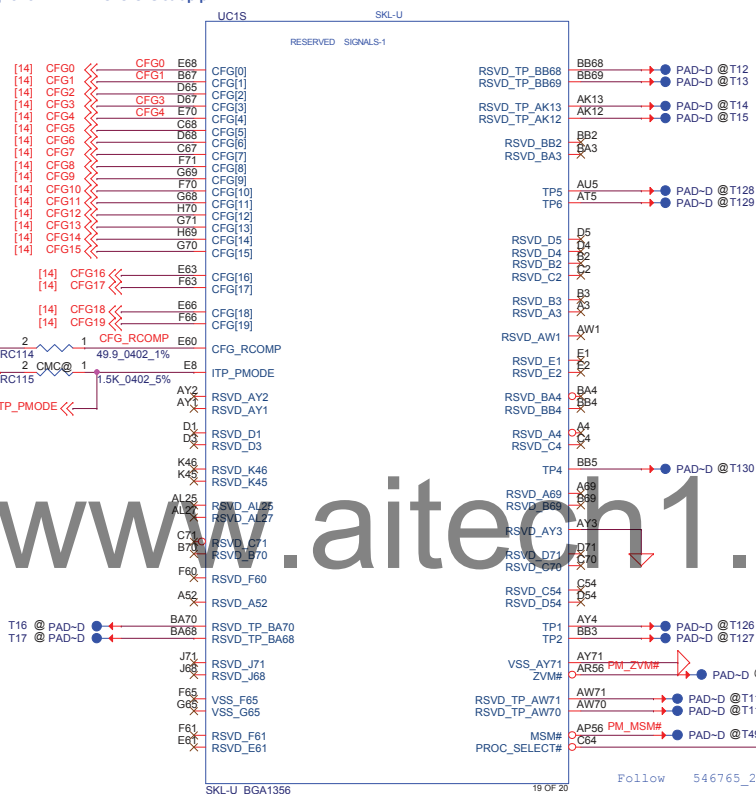 UC1S
SKL-U
RESERVED SIGNALS-1
[14] CFG0 CFG0 E68 CFG[0]
[14] CFG1 CFG1 B67 CFG[1]
[14] CFG2 D65 CFG[2]
[14] CFG3 CFG3 D67 CFG[3]
[14] CFG4 CFG4 E70 CFG[4]
[14] CFG5 C68 CFG[5]
[14] CFG6 D68 CFG[6]
[14] CFG7 C67 CFG[7]
[14] CFG8 F71 CFG[8]
[14] CFG9 G69 CFG[9]
[14] CFG10 F70 CFG[10]
[14] CFG11 G68 CFG[11]
[14] CFG12 H70 CFG[12]
[14] CFG13 G71 CFG[13]
[14] CFG14 H69 CFG[14]
[14] CFG15 G70 CFG[15]
[14] CFG16 E63 CFG[16]
[14] CFG17 F63 CFG[17]
[14] CFG18 E66 CFG[18]
[14] CFG19 F66 CFG[19]
2 1 CFG_RCOMP E60 CFG_RCOMP
RC114 49.9_0402_1%
2 CMC@ 1 E8 ITP_PMODE
RC115 1.5K_0402_5%
TP_PMODE
AY2 RSVD_AY2
AY1 RSVD_AY1
D1 RSVD_D1
D3 RSVD_D3
K46 RSVD_K46
K45 RSVD_K45
AL25 RSVD_AL25
AL27 RSVD_AL27
C71 RSVD_C71
B70 RSVD_B70
F60 RSVD_F60
A52 RSVD_A52
T16 @ PAD~D BA70 RSVD_TP_BA70
T17 @ PAD~D BA68 RSVD_TP_BA68
J71 RSVD_J71
J68 RSVD_J68
F65 VSS_F65
G65 VSS_G65
F61 RSVD_F61
E61 RSVD_E61
RSVD_TP_BB68 BB68 PAD~D @T12
RSVD_TP_BB69 BB69 PAD~D @T13
RSVD_TP_AK13 AK13 PAD~D @T14
RSVD_TP_AK12 AK12 PAD~D @T15
RSVD_BB2 BB2
RSVD_BA3 BA3
TP5 AU5 PAD~D @T128
TP6 AT5 PAD~D @T129
RSVD_D5 D5
RSVD_D4 D4
RSVD_B2 B2
RSVD_C2 C2
RSVD_B3 B3
RSVD_A3 A3
RSVD_AW1 AW1
RSVD_E1 E1
RSVD_E2 E2
RSVD_BA4 BA4
RSVD_BB4 BB4
RSVD_A4 A4
RSVD_C4 C4
TP4 BB5 PAD~D @T130
RSVD_A69 A69
RSVD_B69 B69
RSVD_AY3 AY3
RSVD_D71 D71
RSVD_C70 C70
RSVD_C54 C54
RSVD_D54 D54
TP1 AY4 PAD~D @T126
TP2 BB3 PAD~D @T127
VSS_AY71 AY71
ZVM# AR56 PM_ZVM# PAD~D
RSVD_TP_AW71 AW71 PAD~D @T1
RSVD_TP_AW70 AW70 PAD~D @T1
MSM# AP56 PM_MSM# PAD~D @T4
PROC_SELECT# C64
www.aitech1.
SKL-U_BGA1356
19 OF 20
Follow 546765_2